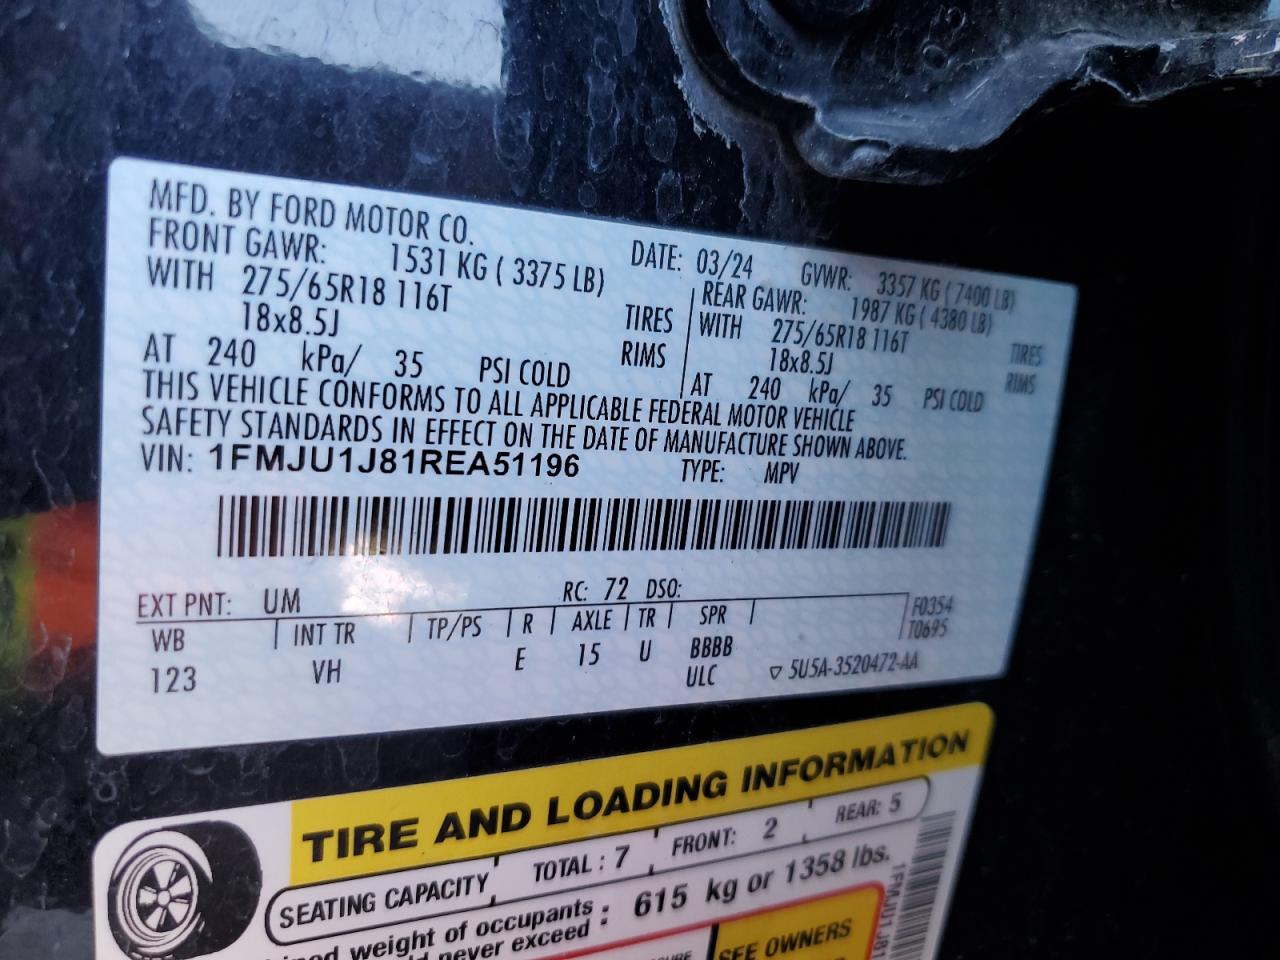 MFD. BY FORD MOTOR CO.
DATE: 03/24 GVWR: 3357 KG ( 7400 LB)
FRONT GAWR: 1531 KG ( 3375 LB) REAR GAWR: 1987 KG ( 4380 LB)
WITH 275/65R18 116T TIRES WITH 275/65R18 116T TIRES
18x8.5J RIMS 18x8.5J RIMS
AT 240 kPa/ 35 PSI COLD AT 240 kPa/ 35 PSI COLD
THIS VEHICLE CONFORMS TO ALL APPLICABLE FEDERAL MOTOR VEHICLE
SAFETY STANDARDS IN EFFECT ON THE DATE OF MANUFACTURE SHOWN ABOVE.
VIN: 1FMJU1J81REA51196 TYPE: MPV
EXT PNT: UM RC: 72 DSO:
WB INT TR TP/PS R AXLE TR SPR F0354
T0695
123 VH E 15 U BBBB
ULC ▽ 5U5A-3520472-AA
TIRE AND LOADING INFORMATION
SEATING CAPACITY TOTAL : 7 FRONT: 2 REAR: 5
weight of occupants : 615 kg or 1358 lbs.
never exceed
SEE OWNERS
1FMJU1J81